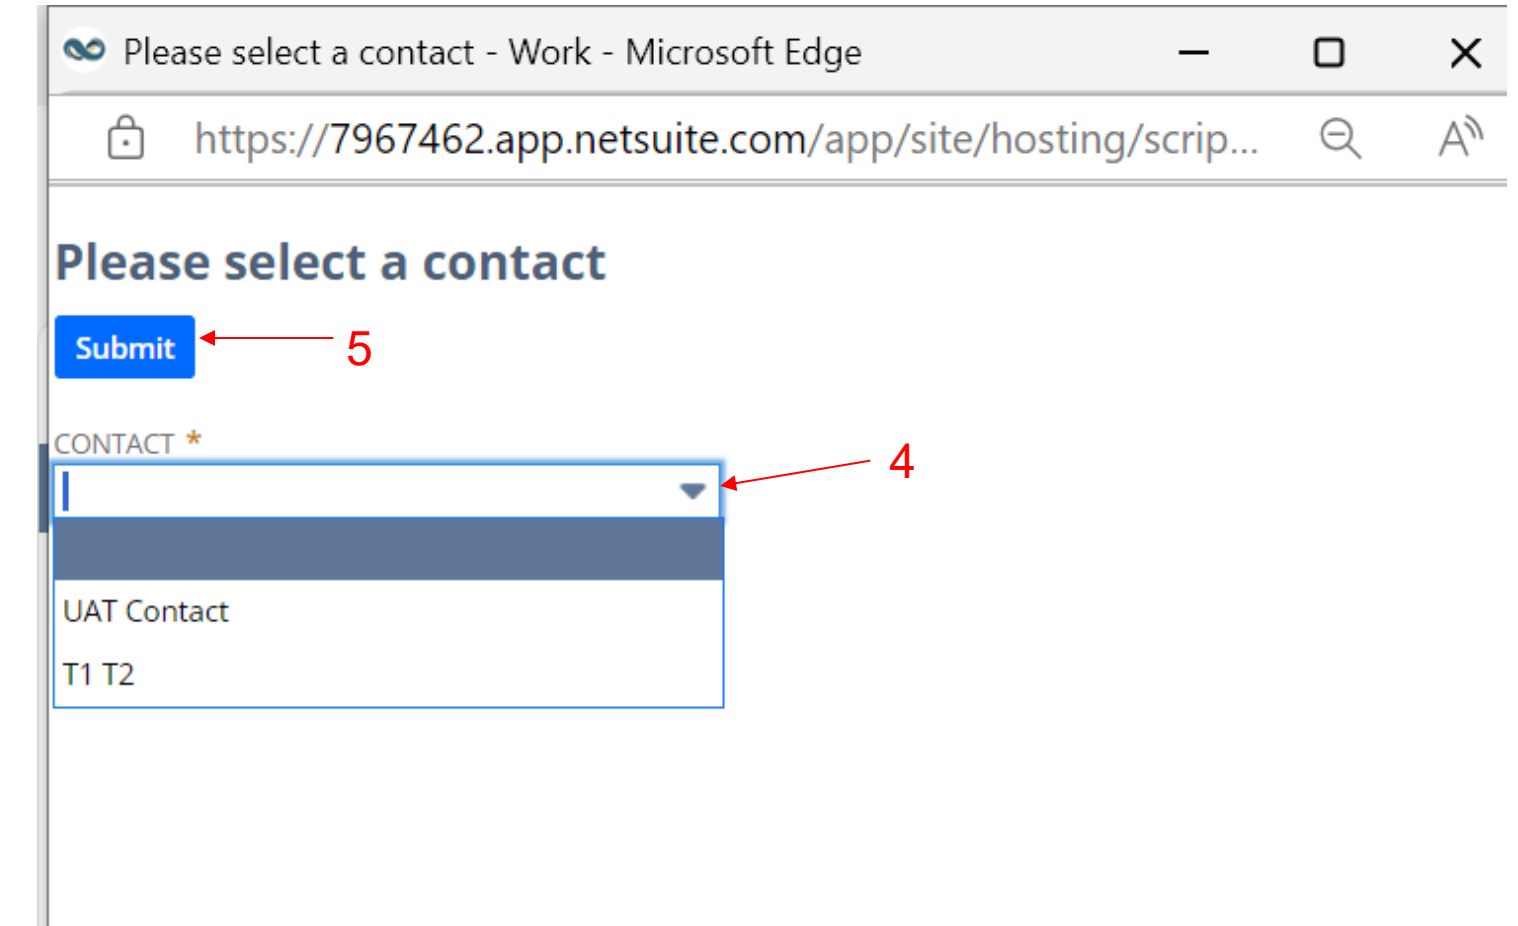 Please select a contact - Work - Microsoft Edge
https://7967462.app.netsuite.com/app/site/hosting/scrip...
Please select a contact
Submit
5
CONTACT *
4
UAT Contact
T1 T2